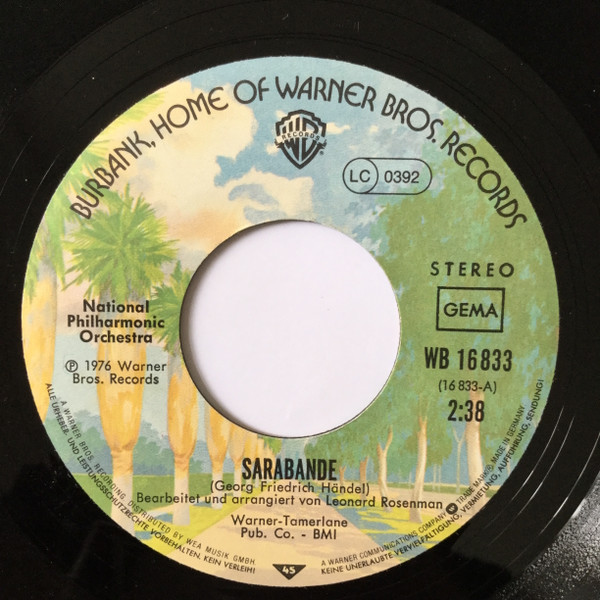 BURBANK, HOME OF WARNER BROS. RECORDS
WB
RECORDS
LC 0392
STEREO
GEMA
National
Philharmonic
Orchestra
℗ 1976 Warner
Bros. Records
WB 16 833
(16 833-A)
2:38
SARABANDE
(Georg Friedrich Händel)
Bearbeitet und arrangiert von Leonard Rosenman
Warner-Tamerlane
Pub. Co. - BMI
A WARNER BROS. RECORDING DISTRIBUTED BY WEA MUSIK GMBH
ALLE URHEBER- UND LEISTUNGSSCHUTZRECHTE VORBEHALTEN, KEIN VERLEIH!
45
A WARNER COMMUNICATIONS COMPANY TRADE MARKS MADE IN GERMANY
KEINE UNERLAUBTE VERVIELFÄLTIGUNG, VERMIETUNG, AUFFÜHRUNG, SENDUNG!